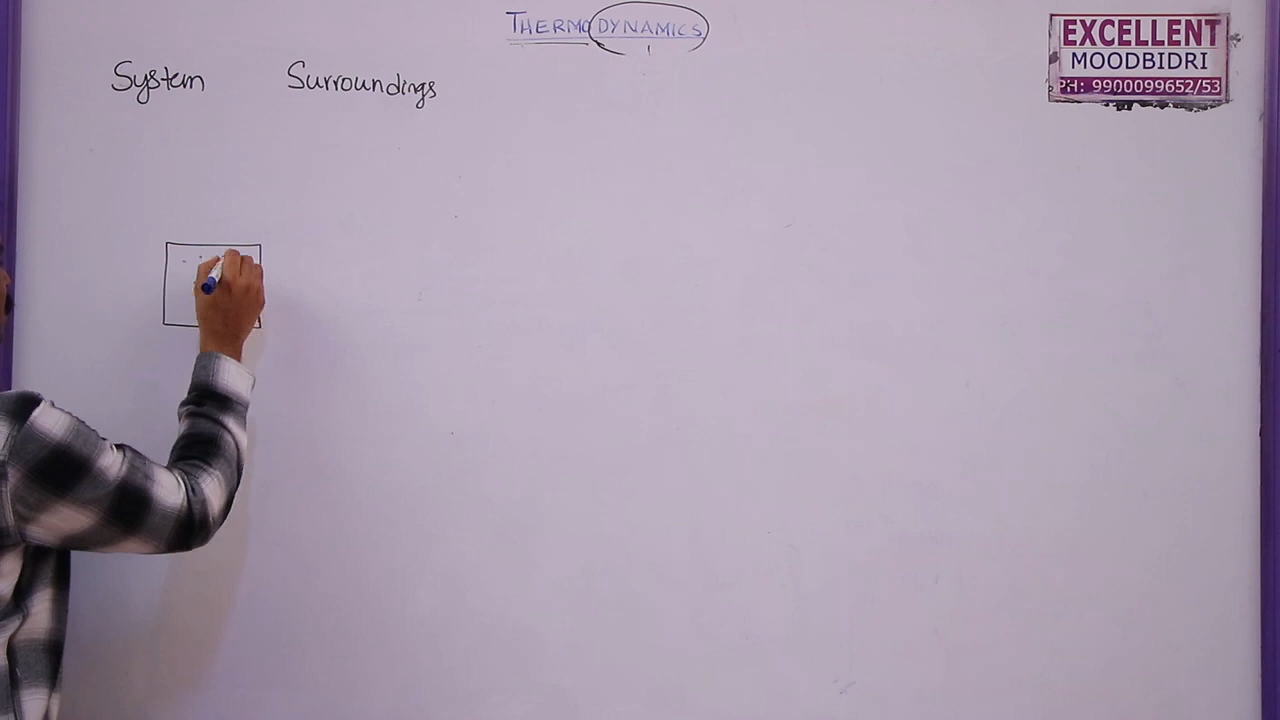 THERMODYNAMICS
System Surroundings
EXCELLENT
MOODBIDRI
PH: 9900099652/53